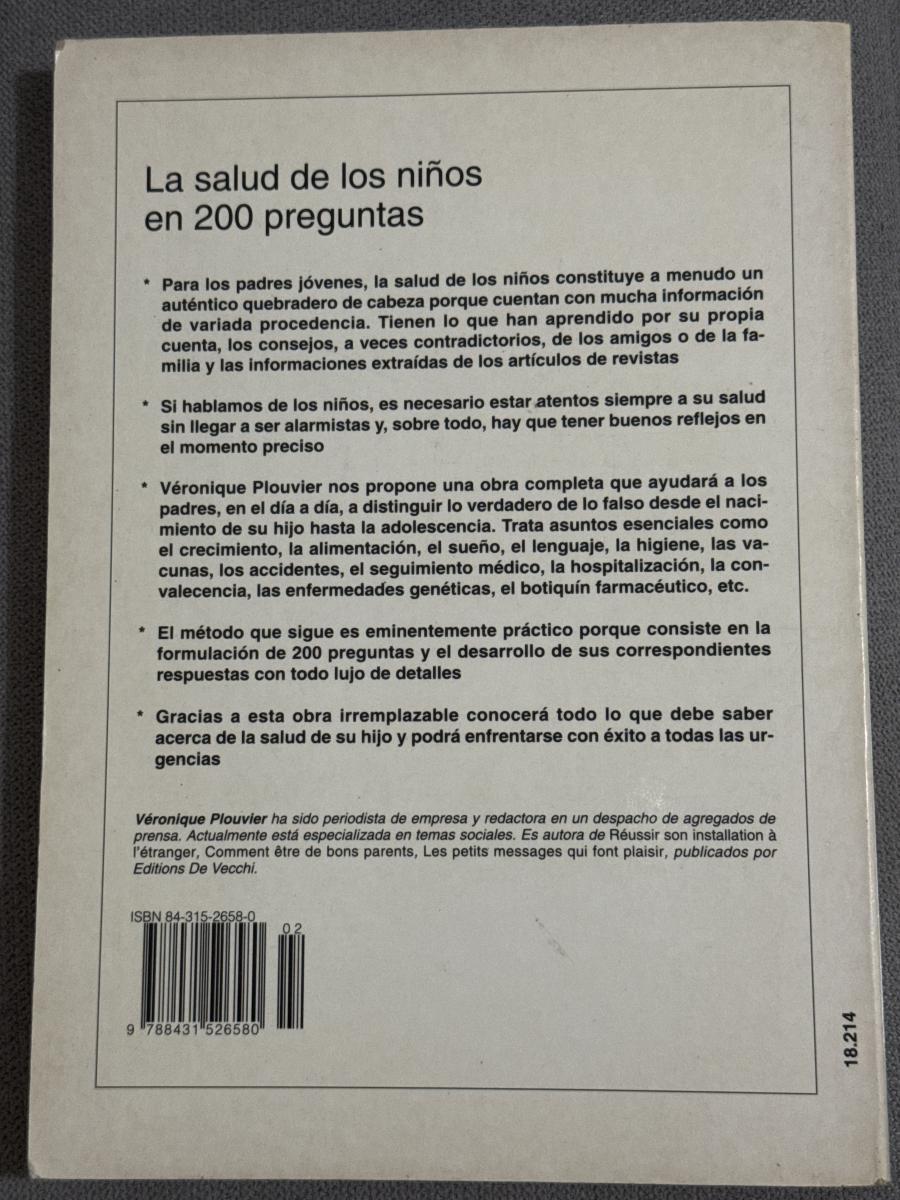 La salud de los niños
en 200 preguntas
* Para los padres jóvenes, la salud de los niños constituye a menudo un
auténtico quebradero de cabeza porque cuentan con mucha información
de variada procedencia. Tienen lo que han aprendido por su propia
cuenta, los consejos, a veces contradictorios, de los amigos o de la fa-
milia y las informaciones extraídas de los artículos de revistas
* Si hablamos de los niños, es necesario estar atentos siempre a su salud
sin llegar a ser alarmistas y, sobre todo, hay que tener buenos reflejos en
el momento preciso
* Véronique Plouvier nos propone una obra completa que ayudará a los
padres, en el día a día, a distinguir lo verdadero de lo falso desde el naci-
miento de su hijo hasta la adolescencia. Trata asuntos esenciales como
el crecimiento, la alimentación, el sueño, el lenguaje, la higiene, las va-
cunas, los accidentes, el seguimiento médico, la hospitalización, la con-
valecencia, las enfermedades genéticas, el botiquín farmacéutico, etc.
* El método que sigue es eminentemente práctico porque consiste en la
formulación de 200 preguntas y el desarrollo de sus correspondientes
respuestas con todo lujo de detalles
* Gracias a esta obra irremplazable conocerá todo lo que debe saber
acerca de la salud de su hijo y podrá enfrentarse con éxito a todas las ur-
gencias
Véronique Plouvier ha sido periodista de empresa y redactora en un despacho de agregados de
prensa. Actualmente está especializada en temas sociales. Es autora de Réussir son installation à
l'étranger, Comment être de bons parents, Les petits messages qui font plaisir, publicados por
Editions De Vecchi.
ISBN 84-315-2658-0
02
9 788431 526580
18.214